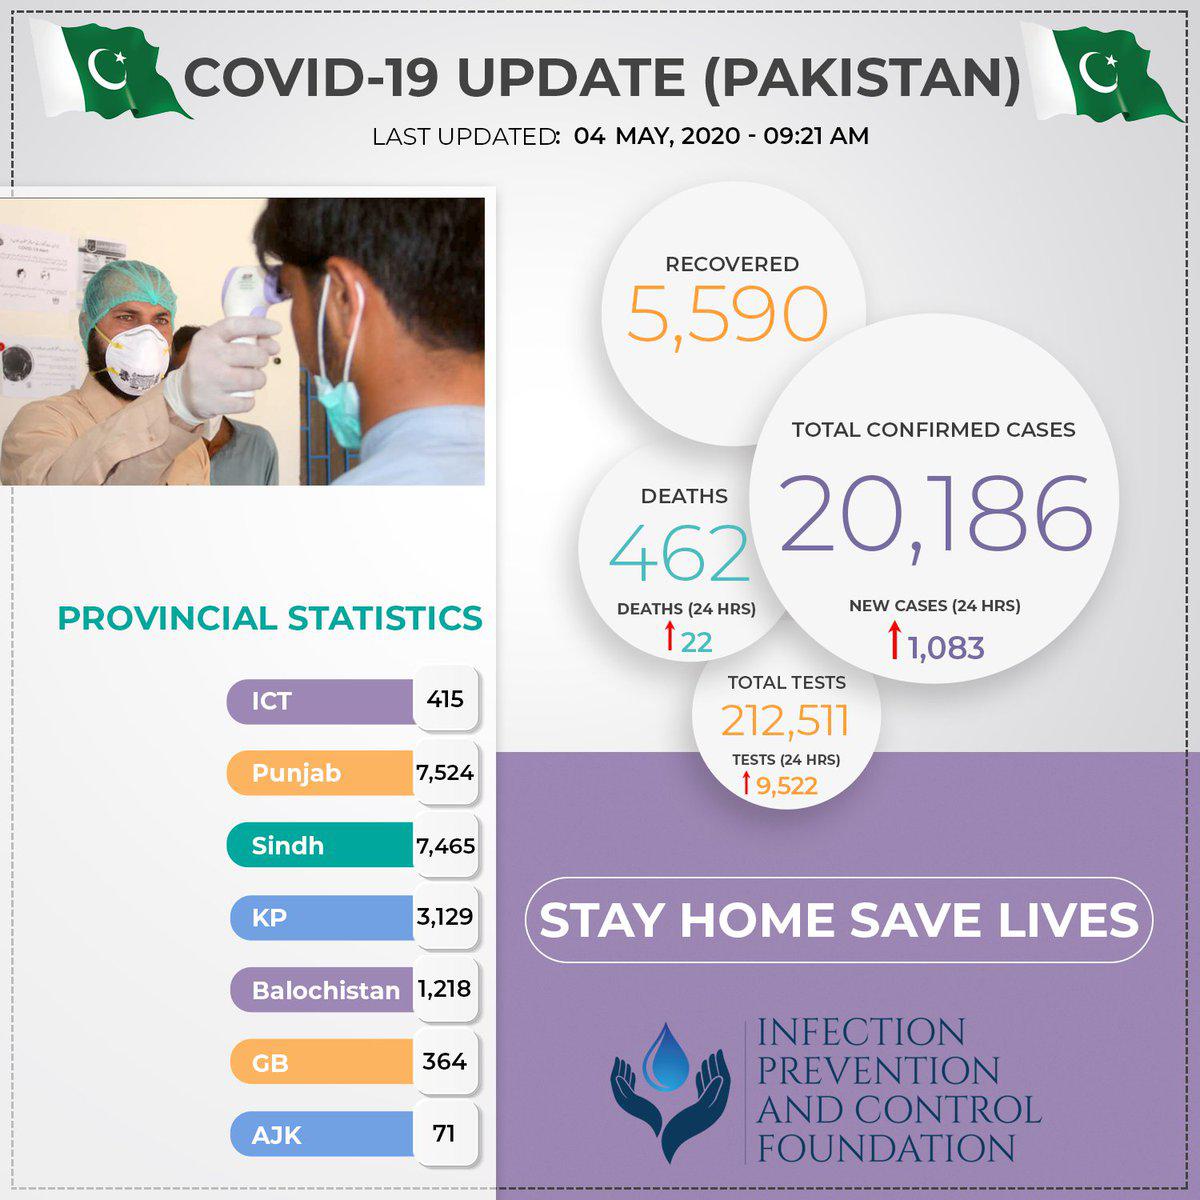 COVID-19 UPDATE (PAKISTAN)
LAST UPDATED: 04 MAY, 2020 - 09:21 AM
RECOVERED
5,590
TOTAL CONFIRMED CASES
20,186
NEW CASES (24 HRS)
1,083
DEATHS
462
DEATHS (24 HRS)
22
TOTAL TESTS
212,511
TESTS (24 HRS)
9,522
PROVINCIAL STATISTICS
ICT 415
Punjab 7,524
Sindh 7,465
KP 3,129
Balochistan 1,218
GB 364
AJK 71
STAY HOME SAVE LIVES
INFECTION
PREVENTION
AND CONTROL
FOUNDATION